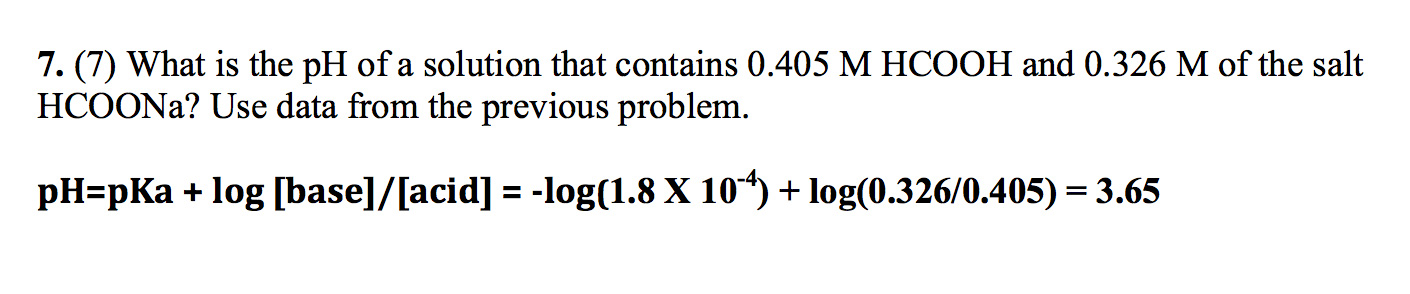 7. (7) What is the pH of a solution that contains 0.405 M HCOOH and 0.326 M of the salt
HCOONa? Use data from the previous problem.
pH=pKa + log [base]/[acid] = -log(1.8 X 10⁻⁴) + log(0.326/0.405) = 3.65